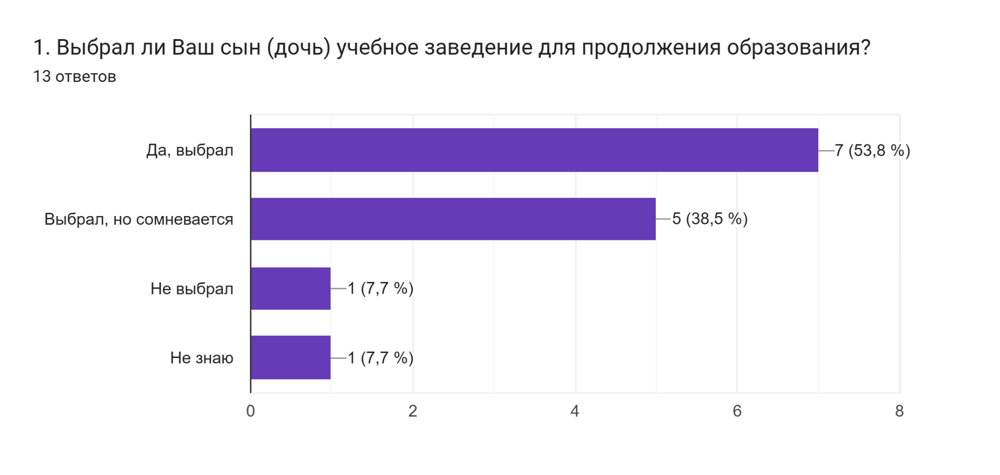 1. Выбрал ли Ваш сын (дочь) учебное заведение для продолжения образования?
13 ответов
Да, выбрал
7 (53,8 %)
Выбрал, но сомневается
5 (38,5 %)
Не выбрал
1 (7,7 %)
Не знаю
1 (7,7 %)
0 2 4 6 8